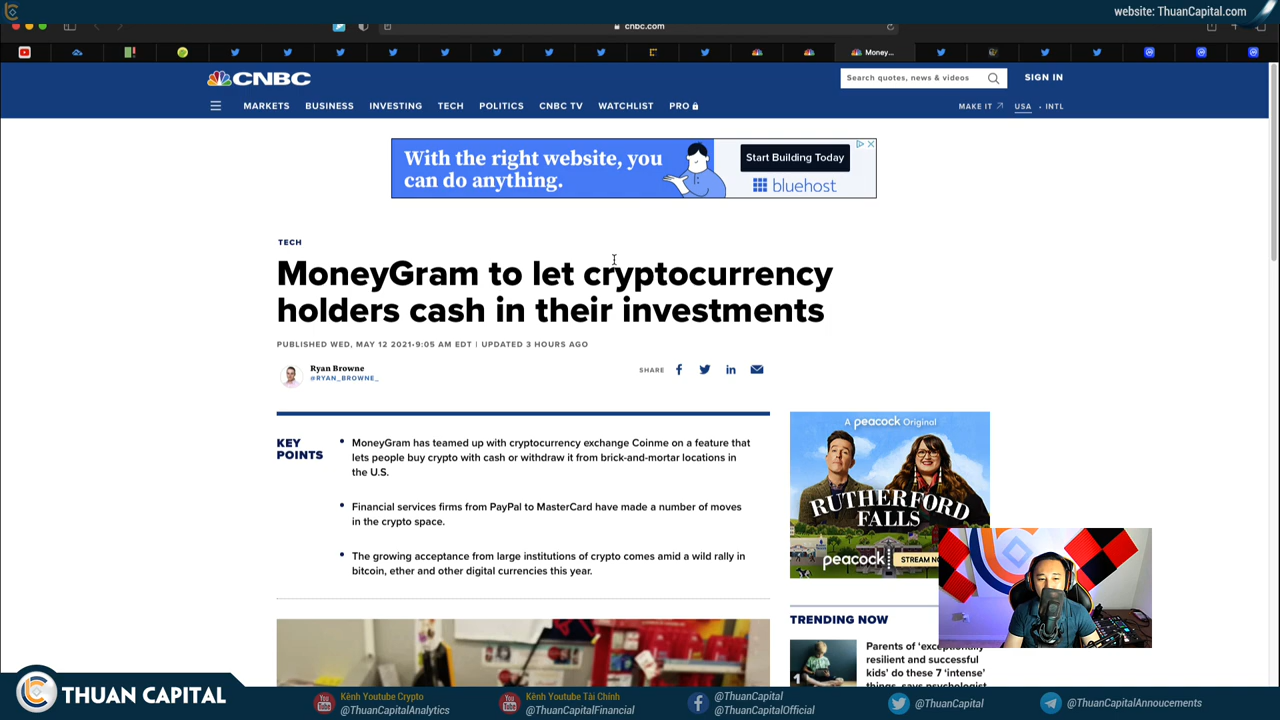 website: ThuanCapital.com
cnbc.com
Money...
CNBC
Search quotes, news & videos
SIGN IN
MARKETS
BUSINESS
INVESTING
TECH
POLITICS
CNBC TV
WATCHLIST
PRO
MAKE IT
USA
• INTL
With the right website, you
can do anything.
Start Building Today
bluehost
TECH
MoneyGram to let cryptocurrency
holders cash in their investments
PUBLISHED WED, MAY 12 2021•9:05 AM EDT | UPDATED 3 HOURS AGO
Ryan Browne
@RYAN_BROWNE_
SHARE
KEY
POINTS
• MoneyGram has teamed up with cryptocurrency exchange Coinme on a feature that
lets people buy crypto with cash or withdraw it from brick-and-mortar locations in
the U.S.
• Financial services firms from PayPal to MasterCard have made a number of moves
in the crypto space.
• The growing acceptance from large institutions of crypto comes amid a wild rally in
bitcoin, ether and other digital currencies this year.
A peacock Original
RUTHERFORD
FALLS
peacock
STREAM NO
TRENDING NOW
1
Parents of ‘exceptionally
resilient and successful
kids’ do these 7 ‘intense’
things, says psychologist
THUAN CAPITAL
Kênh Youtube Crypto
@ThuanCapitalAnalytics
Kênh Youtube Tài Chính
@ThuanCapitalFinancial
@ThuanCapital
@ThuanCapitalOfficial
@ThuanCapital
@ThuanCapitalAnnoucements